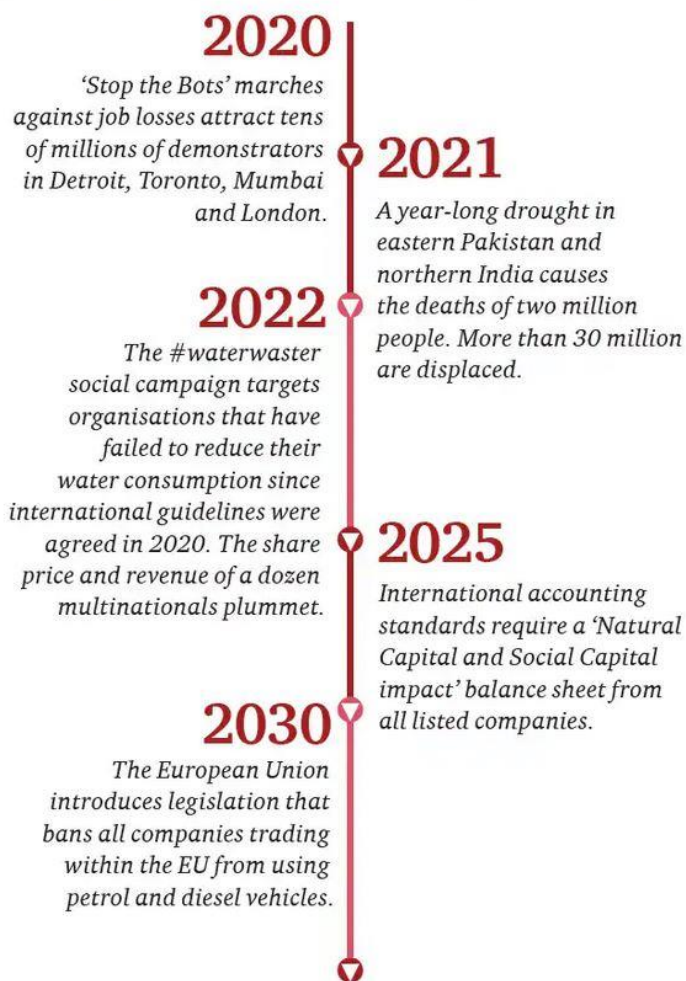 2020
‘Stop the Bots’ marches
against job losses attract tens
of millions of demonstrators
in Detroit, Toronto, Mumbai
and London.
2021
A year-long drought in
eastern Pakistan and
northern India causes
the deaths of two million
people. More than 30 million
are displaced.
2022
The #waterwaster
social campaign targets
organisations that have
failed to reduce their
water consumption since
international guidelines were
agreed in 2020. The share
price and revenue of a dozen
multinationals plummet.
2025
International accounting
standards require a ‘Natural
Capital and Social Capital
impact’ balance sheet from
all listed companies.
2030
The European Union
introduces legislation that
bans all companies trading
within the EU from using
petrol and diesel vehicles.